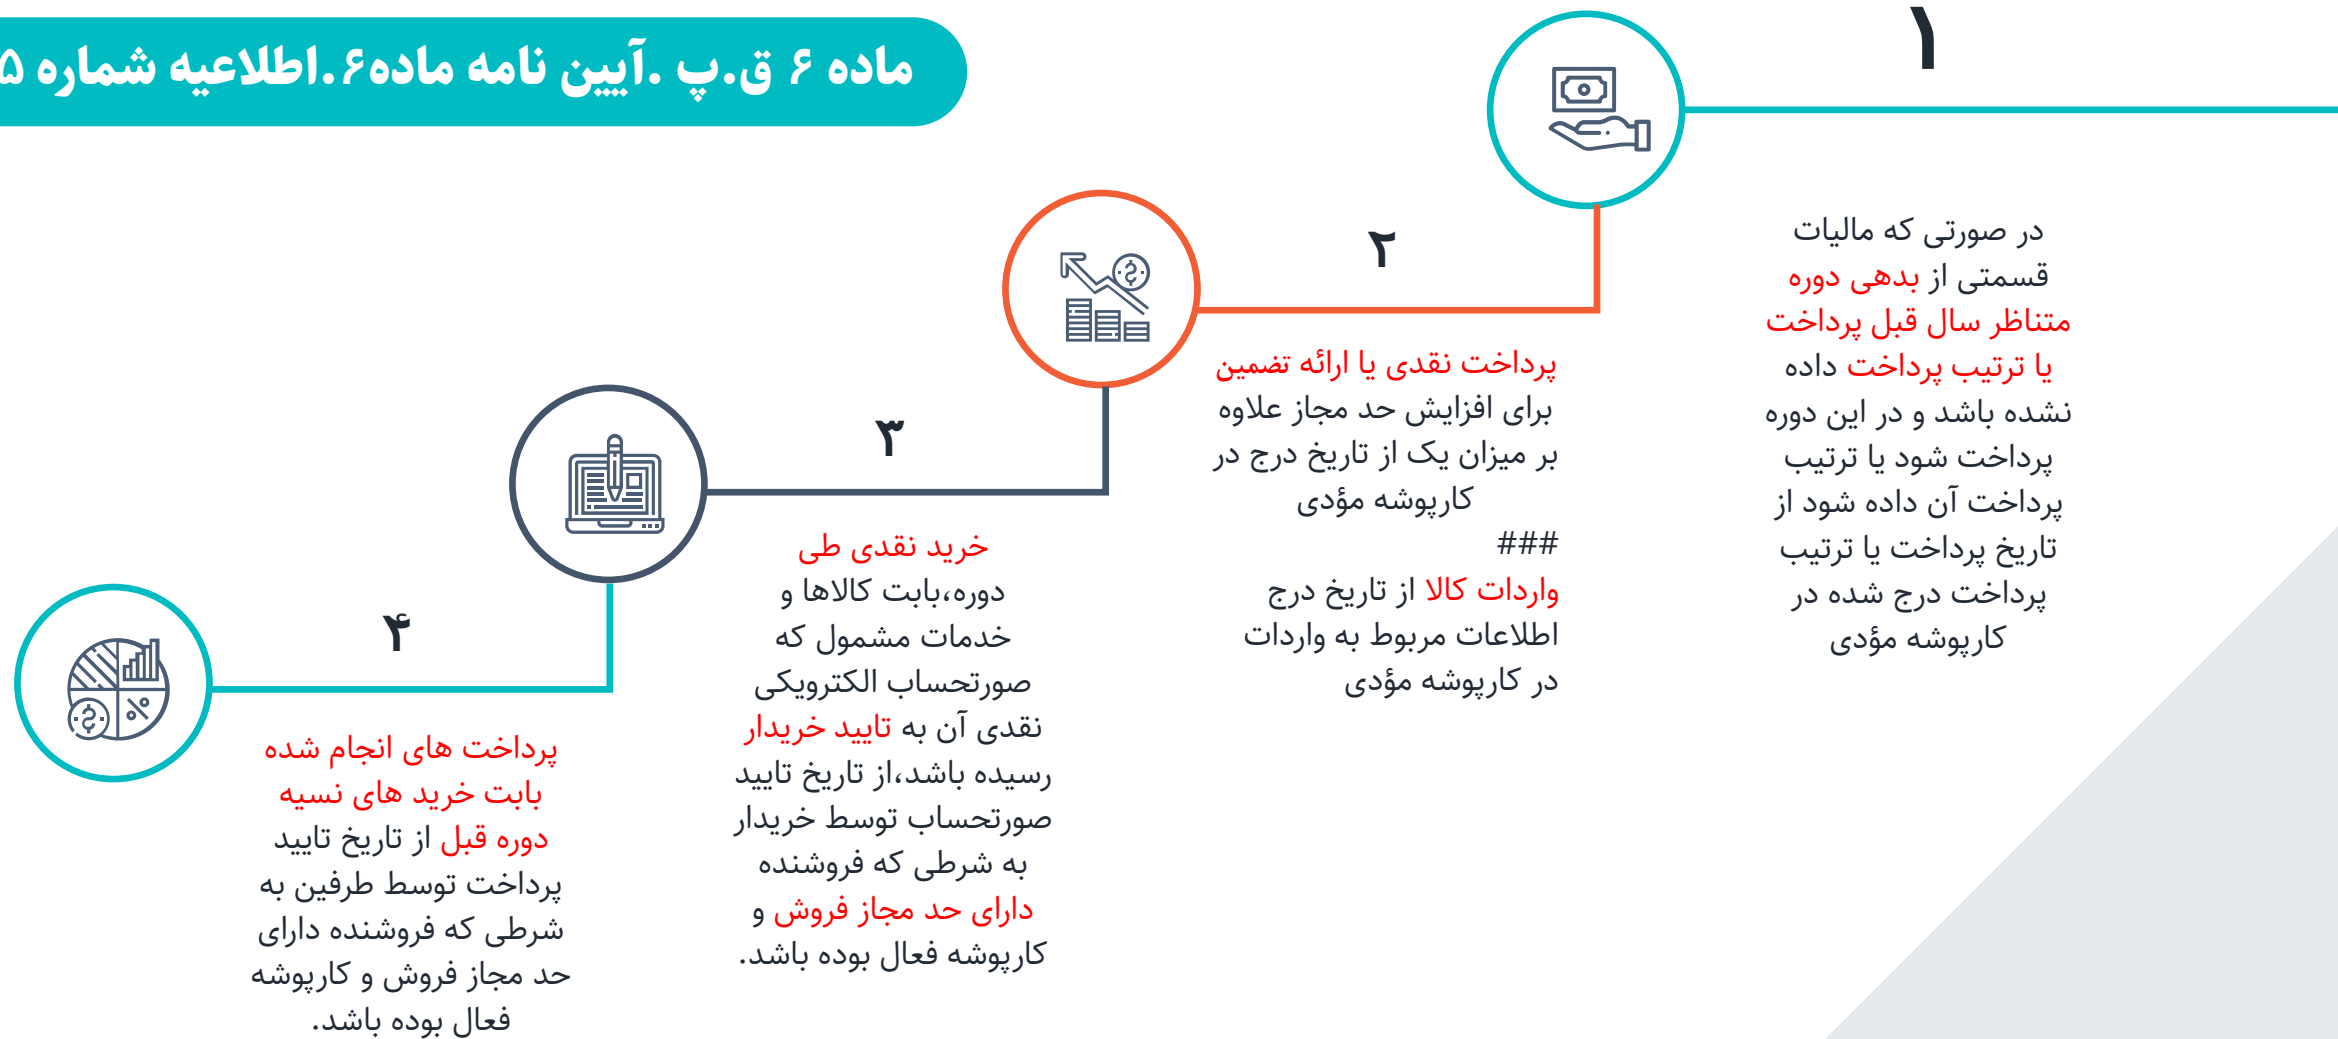 ماده ۶ ق.پ .آیین نامه ماده۶.اطلاعیه شماره ۵
۱
در صورتی که مالیات
قسمتی از بدهی دوره
متناظر سال قبل پرداخت
یا ترتیب پرداخت داده
نشده باشد و در این دوره
پرداخت شود یا ترتیب
پرداخت آن داده شود از
تاریخ پرداخت یا ترتیب
پرداخت درج شده در
کارپوشه مؤدی
۲
پرداخت نقدی یا ارائه تضمین
برای افزایش حد مجاز علاوه
بر میزان یک از تاریخ درج در
کارپوشه مؤدی
###
واردات کالا از تاریخ درج
اطلاعات مربوط به واردات
در کارپوشه مؤدی
۳
خرید نقدی طی
دوره،بابت کالاها و
خدمات مشمول که
صورتحساب الکترویکی
نقدی آن به تایید خریدار
رسیده باشد،از تاریخ تایید
صورتحساب توسط خریدار
به شرطی که فروشنده
دارای حد مجاز فروش و
کارپوشه فعال بوده باشد.
۴
پرداخت های انجام شده
بابت خرید های نسیه
دوره قبل از تاریخ تایید
پرداخت توسط طرفین به
شرطی که فروشنده دارای
حد مجاز فروش و کارپوشه
فعال بوده باشد.